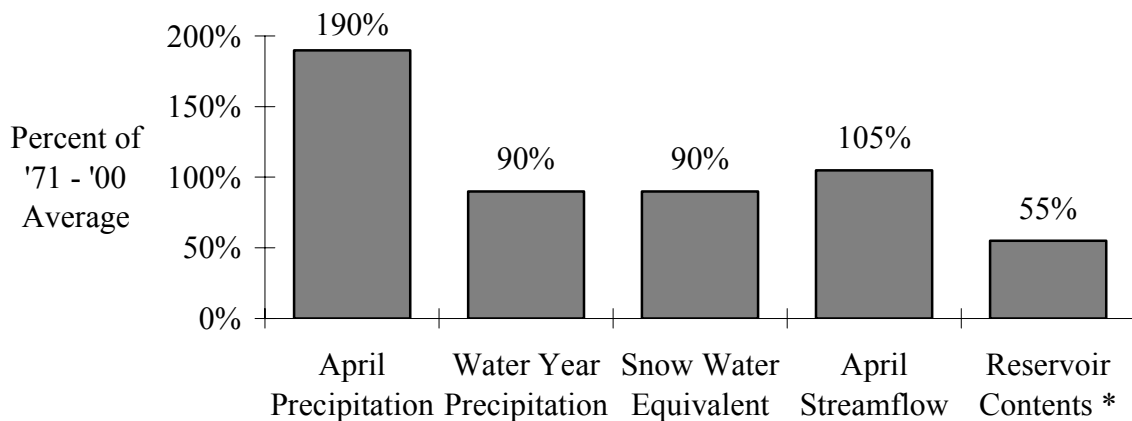 Percent of
'71 - '00
Average
200%
150%
100%
50%
0%
190%
90%
90%
105%
55%
April
Precipitation
Water Year
Precipitation
Snow Water
Equivalent
April
Streamflow
Reservoir
Contents *